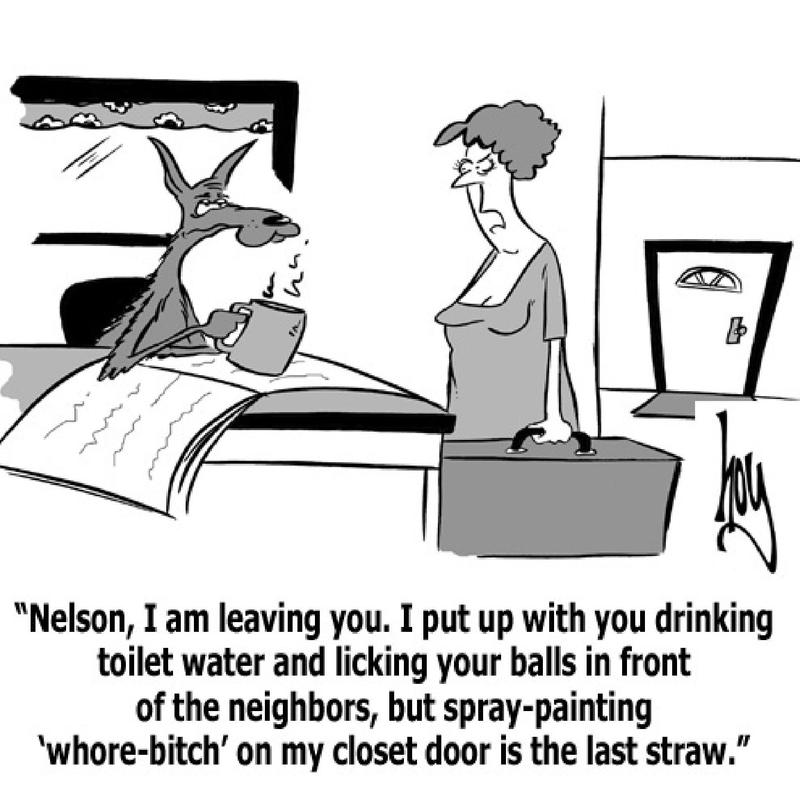 hoy
“Nelson, I am leaving you. I put up with you drinking
toilet water and licking your balls in front
of the neighbors, but spray-painting
‘whore-bitch’ on my closet door is the last straw.”